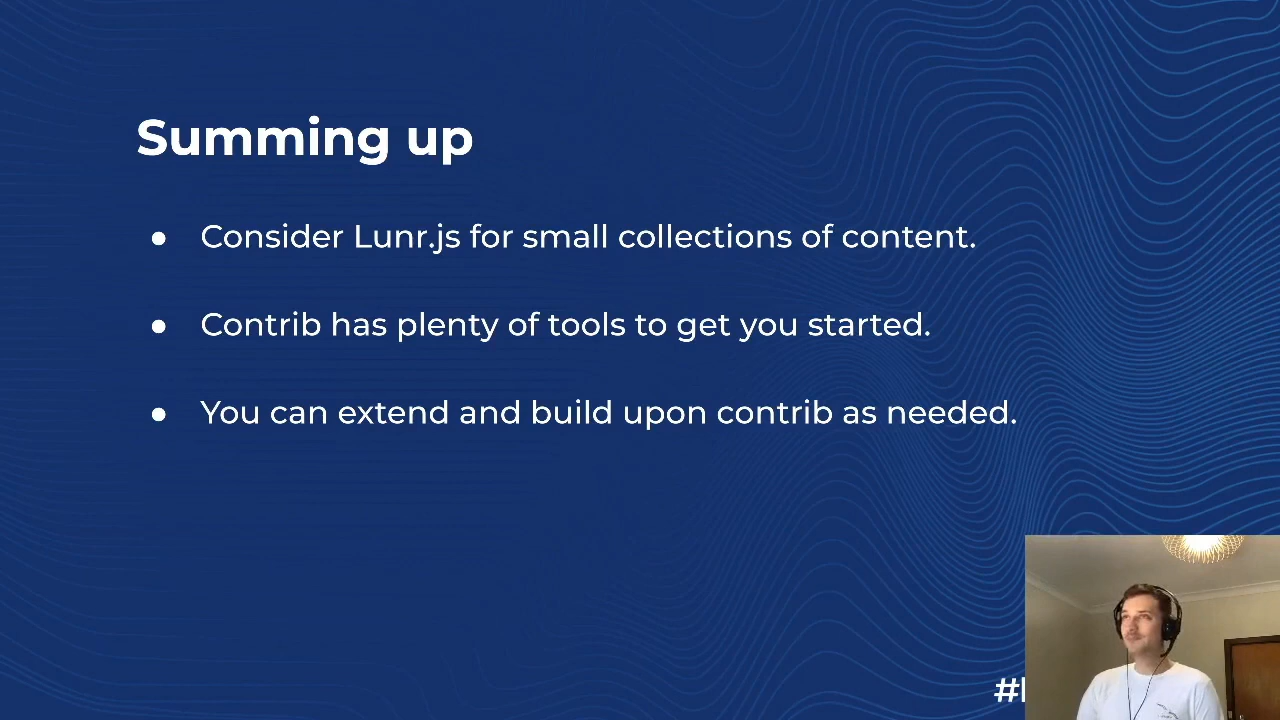 Summing up
● Consider Lunr.js for small collections of content.
● Contrib has plenty of tools to get you started.
● You can extend and build upon contrib as needed.